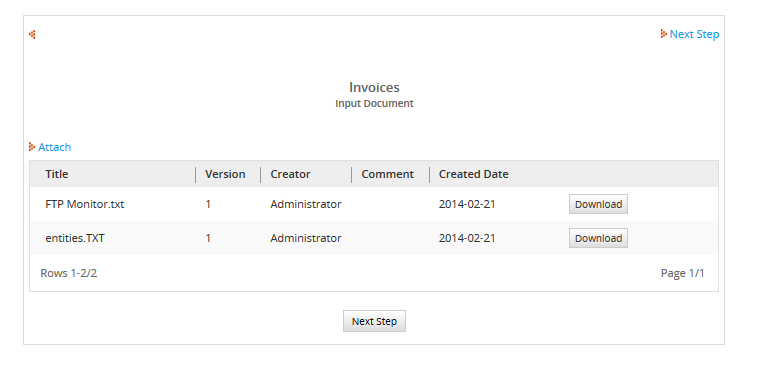 Next Step
Invoices
Input Document
Attach
Title Version Creator Comment Created Date
FTP Monitor.txt 1 Administrator 2014-02-21 Download
entities.TXT 1 Administrator 2014-02-21 Download
Rows 1-2/2 Page 1/1
Next Step